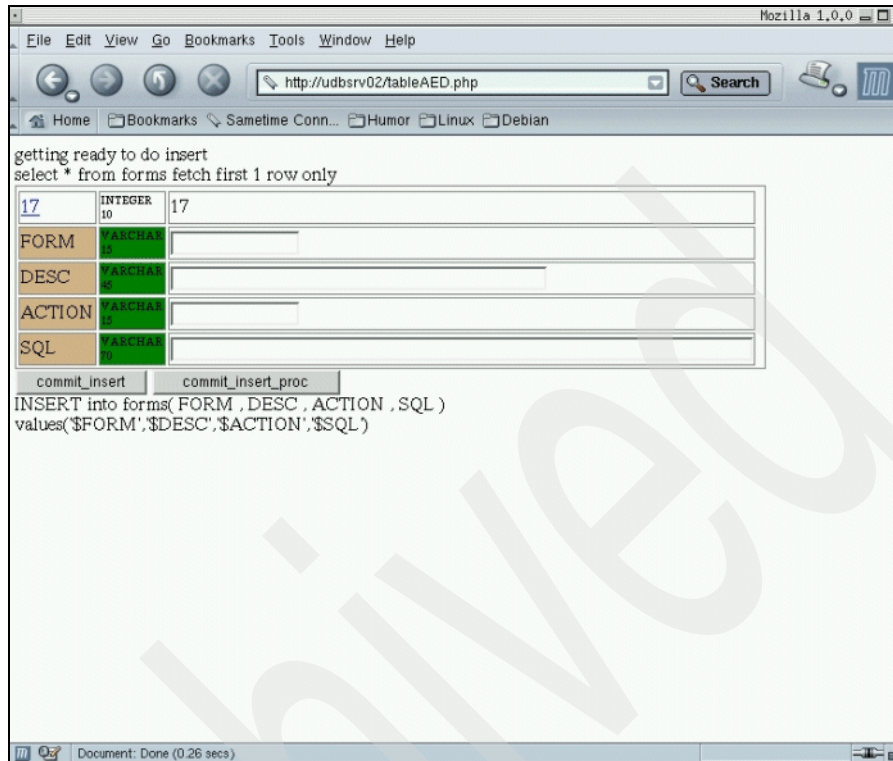 Mozilla 1.0.0
File Edit View Go Bookmarks Tools Window Help
http://udbsrv02/tableAED.php Search
Home Bookmarks Sametime Conn... Humor Linux Debian
getting ready to do insert
select * from forms fetch first 1 row only
17 INTEGER 10 17
FORM VARCHAR 15
DESC VARCHAR 45
ACTION VARCHAR 15
SQL VARCHAR 70
commit_insert commit_insert_proc
INSERT into forms( FORM , DESC , ACTION , SQL )
values('$FORM','$DESC','$ACTION','$SQL')
Document: Done (0.26 secs)